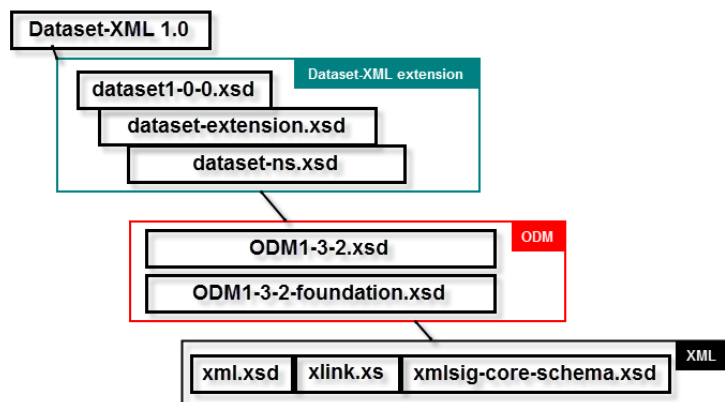 Dataset-XML 1.0
Dataset-XML extension
dataset1-0-0.xsd
dataset-extension.xsd
dataset-ns.xsd
ODM
ODM1-3-2.xsd
ODM1-3-2-foundation.xsd
XML
xml.xsd xlink.xs xmlsig-core-schema.xsd